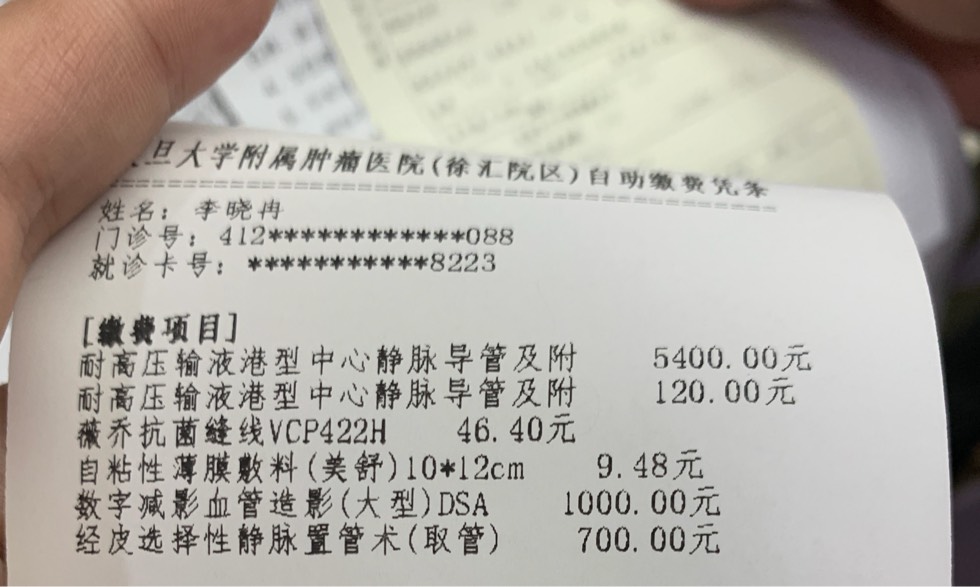 旦大学附属肿瘤医院(徐汇院区)自助缴费凭条
姓名: 李晓冉
门诊号: 412************088
就诊卡号: ***********8223
[缴费项目]
耐高压输液港型中心静脉导管及附 5400.00元
耐高压输液港型中心静脉导管及附 120.00元
薇乔抗菌缝线VCP422H 46.40元
自粘性薄膜敷料(美舒)10*12cm 9.48元
数字减影血管造影(大型)DSA 1000.00元
经皮选择性静脉置管术(取管) 700.00元